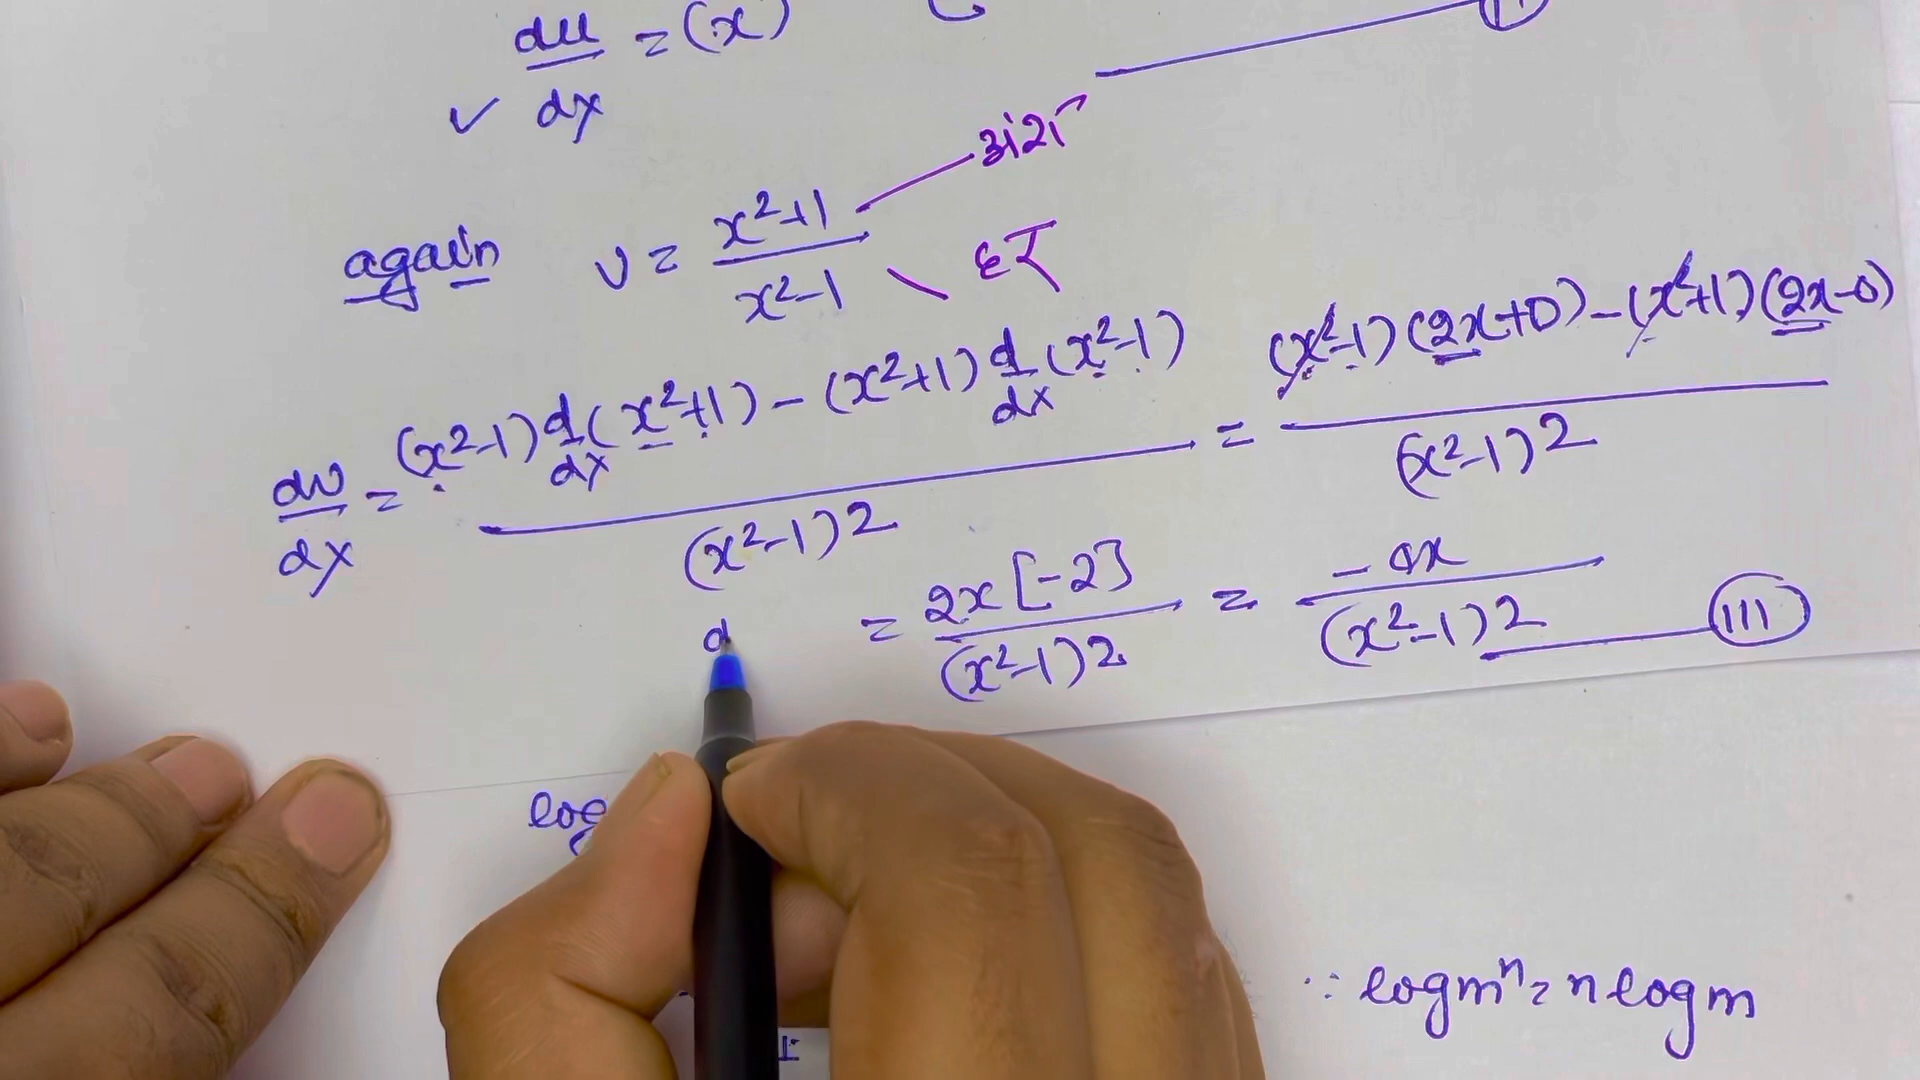 du/dx = (x)
✓
again v = (x²+1)/(x²-1) अंश हर
dv/dx = ((x²-1) d/dx (x²+1) - (x²+1) d/dx (x²-1))/(x²-1)² = ((x²-1)(2x+0) - (x²+1)(2x-0))/(x²-1)²
= 2x[-2]/(x²-1)² = -4x/(x²-1)² (III)
d
log
∵ log mⁿ = n log m